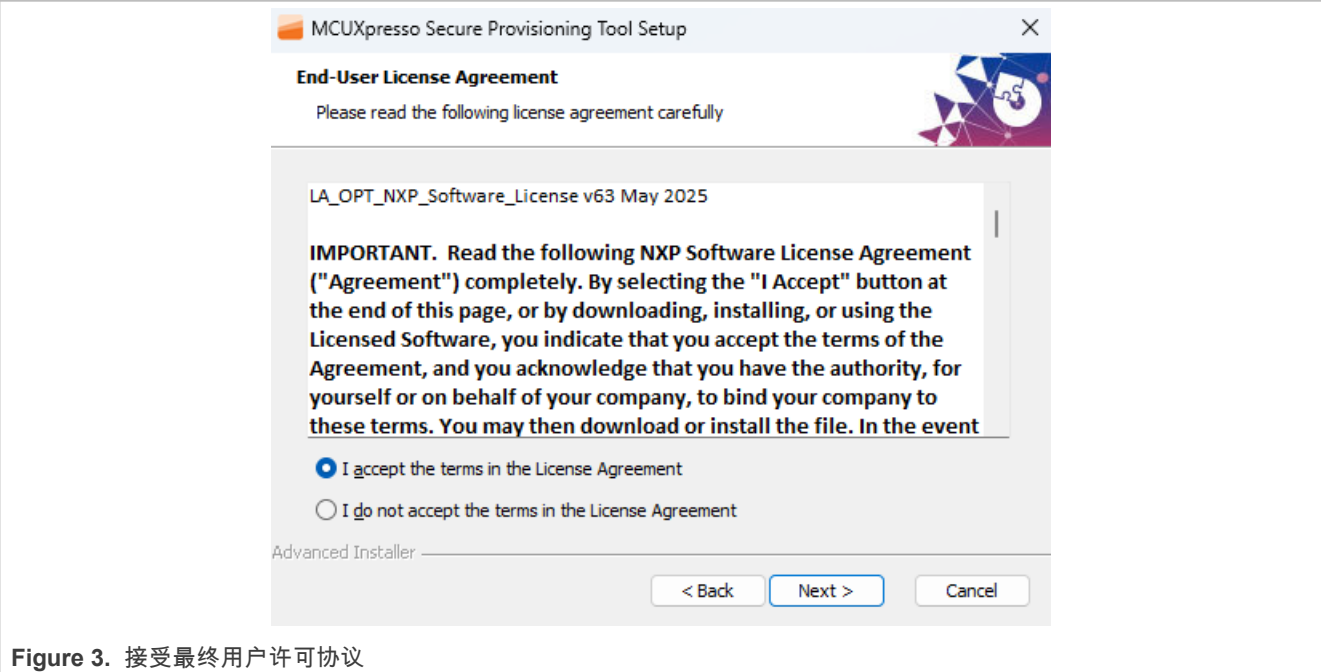 MCUXpresso Secure Provisioning Tool Setup
End-User License Agreement
Please read the following license agreement carefully
LA_OPT_NXP_Software_License v63 May 2025
IMPORTANT.  Read the following NXP Software License Agreement
("Agreement") completely. By selecting the "I Accept" button at
the end of this page, or by downloading, installing, or using the
Licensed Software, you indicate that you accept the terms of the
Agreement, and you acknowledge that you have the authority, for
yourself or on behalf of your company, to bind your company to
these terms. You may then download or install the file. In the event
I accept the terms in the License Agreement
I do not accept the terms in the License Agreement
Advanced Installer
< Back Next > Cancel
Figure 3. 接受最终用户许可协议